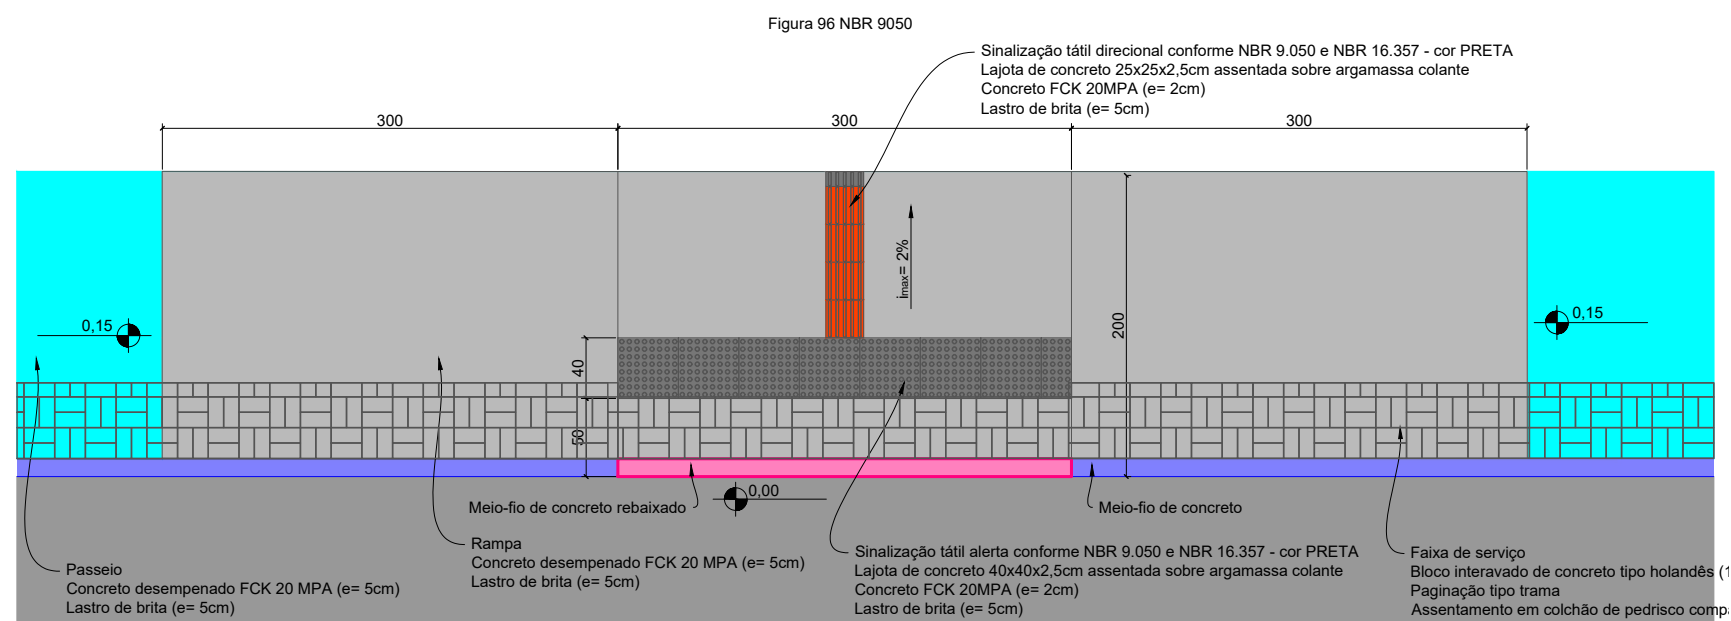 Figura 96 NBR 9050
Sinalização tátil direcional conforme NBR 9.050 e NBR 16.357 - cor PRETA
Lajota de concreto 25x25x2,5cm assentada sobre argamassa colante
Concreto FCK 20MPA (e= 2cm)
Lastro de brita (e= 5cm)
300
300
300
imax= 2%
0,15
0,15
200
40
50
0,00
Meio-fio de concreto rebaixado
Meio-fio de concreto
Rampa
Concreto desempenado FCK 20 MPA (e= 5cm)
Lastro de brita (e= 5cm)
Sinalização tátil alerta conforme NBR 9.050 e NBR 16.357 - cor PRETA
Lajota de concreto 40x40x2,5cm assentada sobre argamassa colante
Concreto FCK 20MPA (e= 2cm)
Lastro de brita (e= 5cm)
Faixa de serviço
Bloco interavado de concreto tipo holandês (1
Paginação tipo trama
Assentamento em colchão de pedrisco compa
Passeio
Concreto desempenado FCK 20 MPA (e= 5cm)
Lastro de brita (e= 5cm)